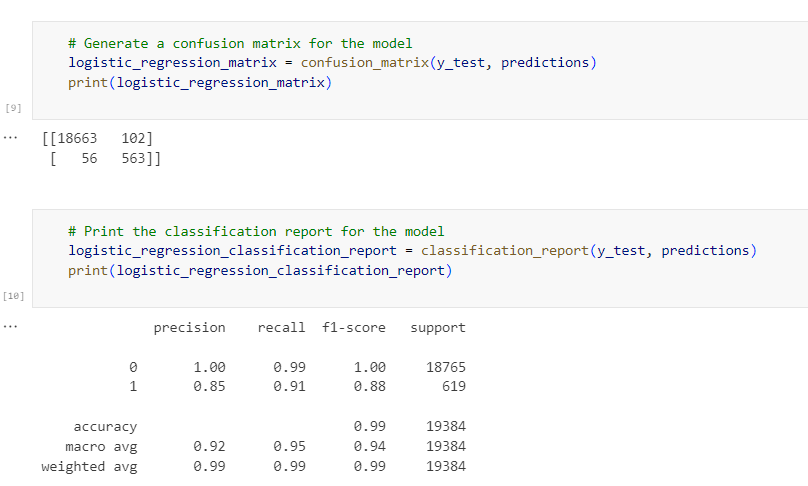 # Generate a confusion matrix for the model
logistic_regression_matrix = confusion_matrix(y_test, predictions)
print(logistic_regression_matrix)
[9]
... [[18663   102]
 [   56   563]]
# Print the classification report for the model
logistic_regression_classification_report = classification_report(y_test, predictions)
print(logistic_regression_classification_report)
[10]
... precision    recall  f1-score   support
0       1.00      0.99      1.00     18765
1       0.85      0.91      0.88       619
accuracy                           0.99     19384
macro avg       0.92      0.95      0.94     19384
weighted avg       0.99      0.99      0.99     19384